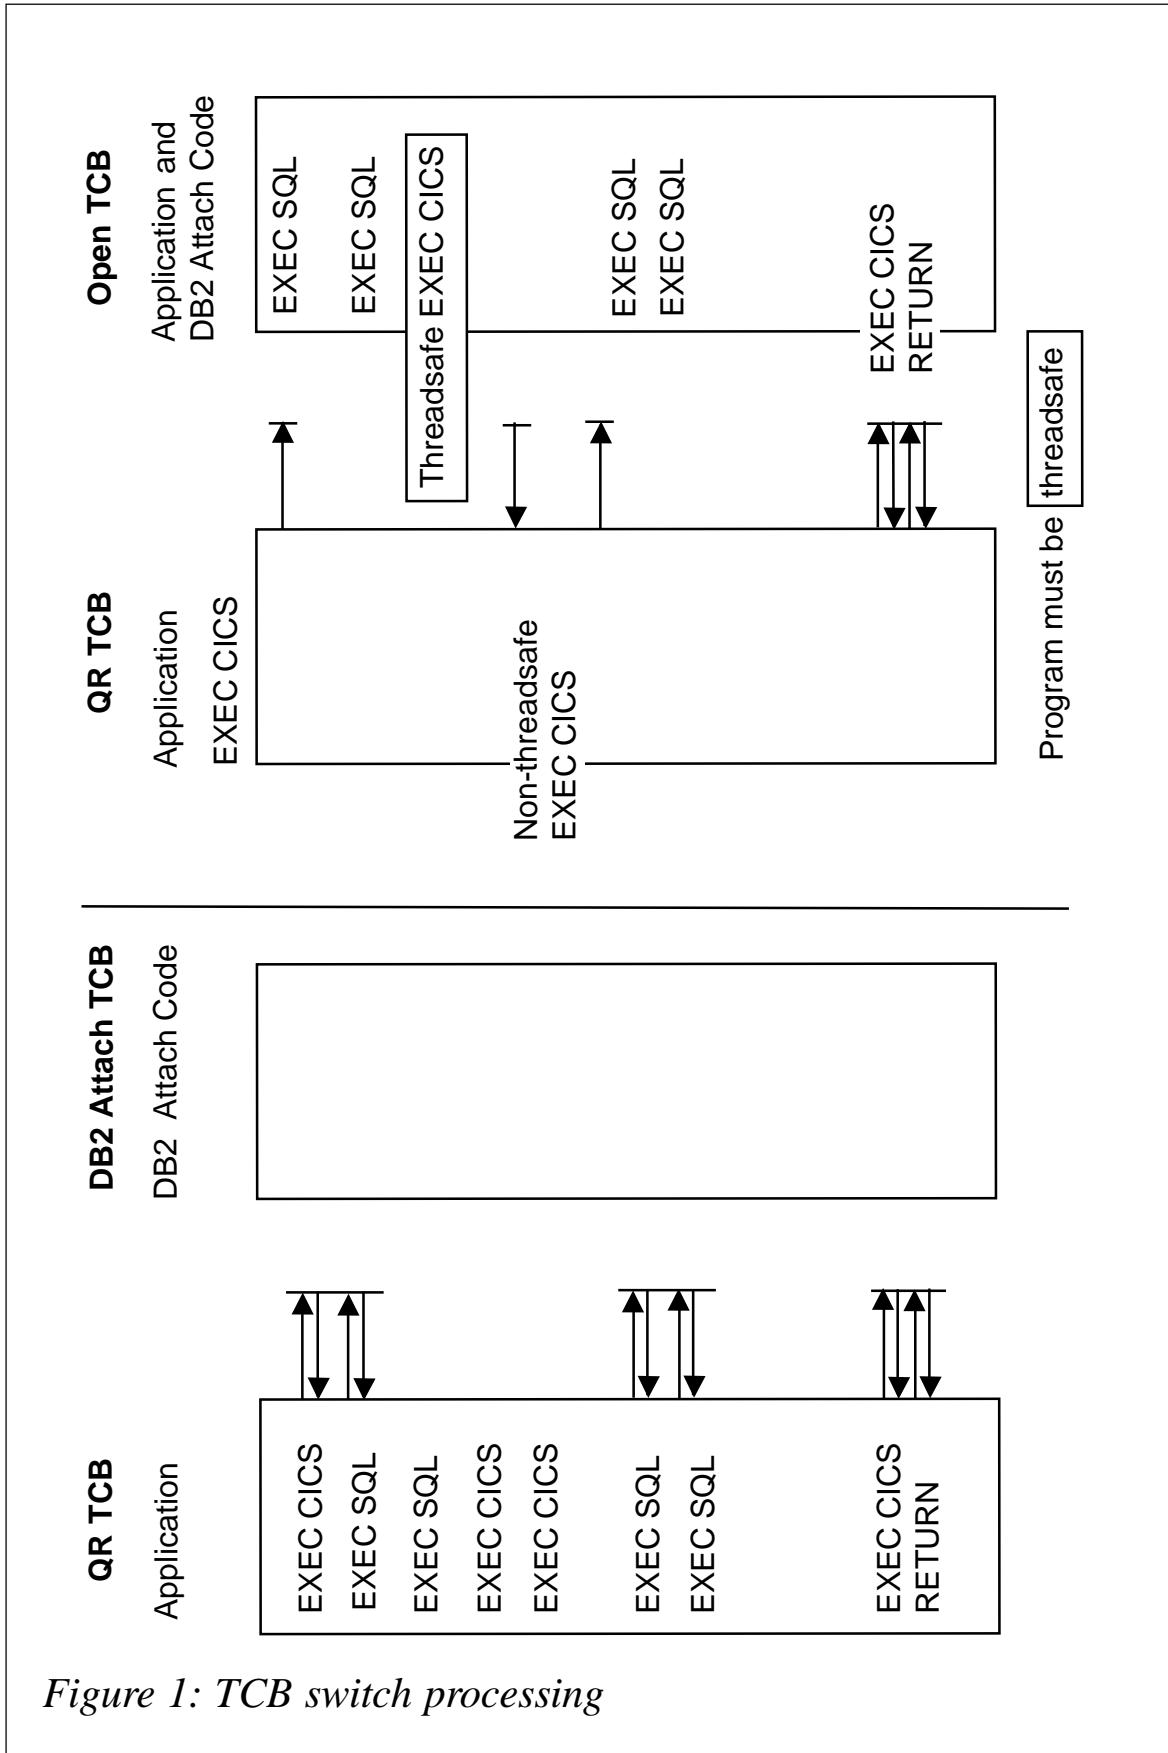 QR TCB
Application
EXEC CICS
EXEC SQL
EXEC SQL
EXEC CICS
EXEC CICS
EXEC SQL
EXEC SQL
EXEC CICS
RETURN
DB2 Attach TCB
DB2 Attach Code
QR TCB
Application
EXEC CICS
Non-threadsafe
EXEC CICS
Open TCB
Application and
DB2 Attach Code
EXEC SQL
EXEC SQL
Threadsafe EXEC CICS
EXEC SQL
EXEC SQL
EXEC CICS
RETURN
Program must be threadsafe
Figure 1: TCB switch processing